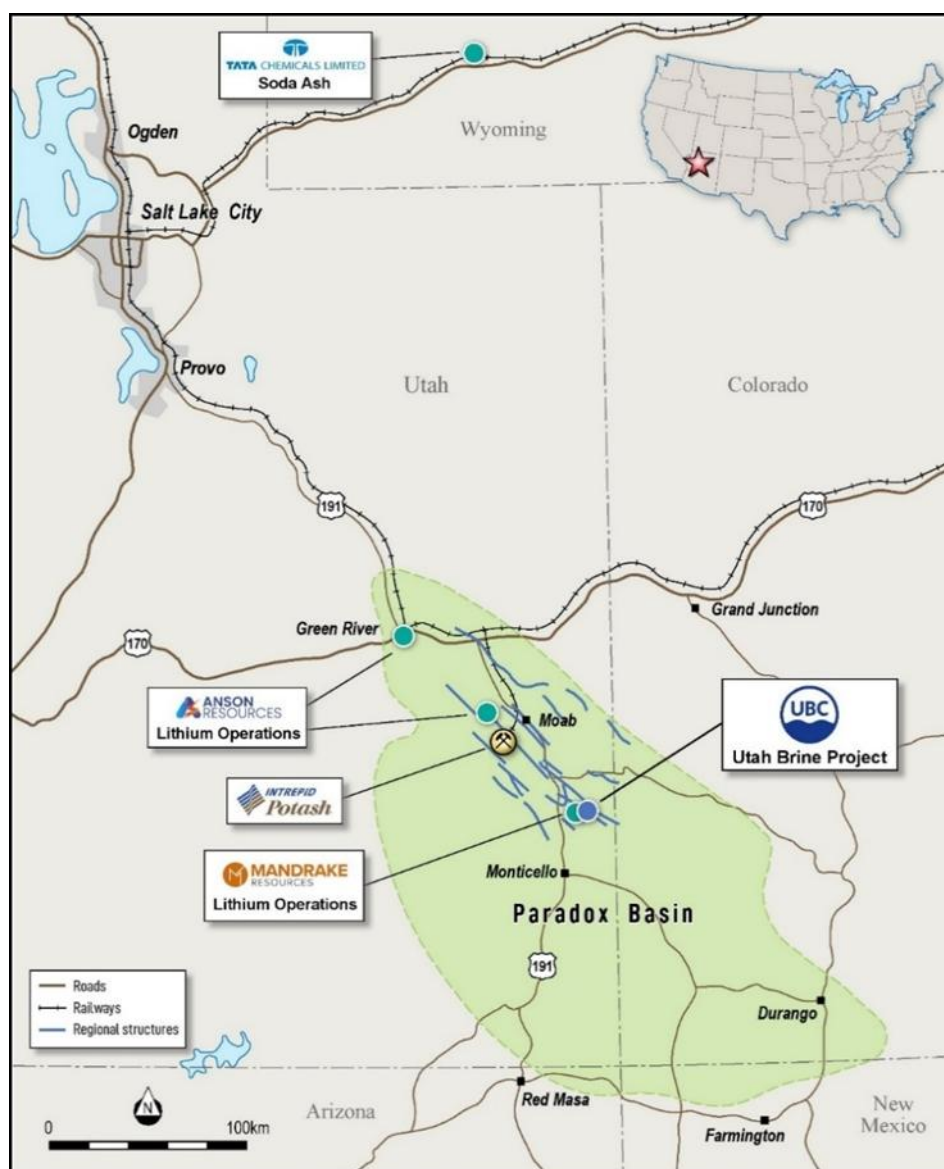 TATA CHEMICALS LIMITED
Soda Ash
Wyoming
Ogden
Salt Lake City
Provo
Utah
Colorado
191
170
Grand Junction
Green River
170
ANSON
RESOURCES
Lithium Operations
Moab
UBC
Utah Brine Project
INTREPID
Potash
MANDRAKE
RESOURCES
Lithium Operations
Monticello
Paradox Basin
191
Roads
Railways
Regional structures
Durango
Red Masa
Arizona
New
Mexico
Farmington
N
0
100km